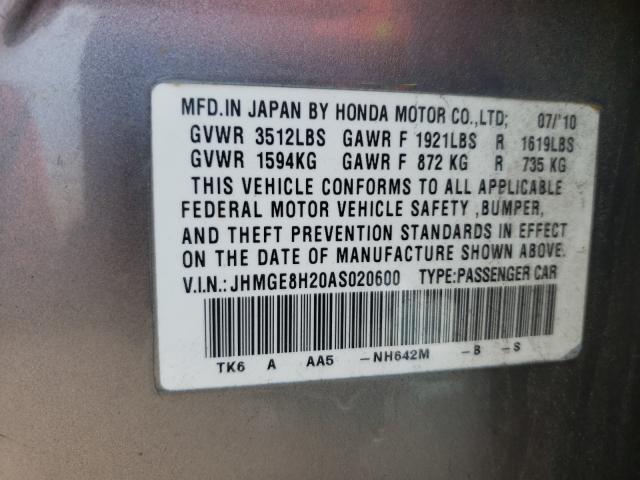 MFD.IN JAPAN BY HONDA MOTOR CO.,LTD; 07/'10
GVWR 3512LBS GAWR F 1921LBS R 1619LBS
GVWR 1594KG GAWR F 872 KG R 735 KG
THIS VEHICLE CONFORMS TO ALL APPLICABLE
FEDERAL MOTOR VEHICLE SAFETY ,BUMPER,
AND THEFT PREVENTION STANDARDS IN EFFECT
ON THE DATE OF MANUFACTURE SHOWN ABOVE.
V.I.N.: JHMGE8H20AS020600 TYPE:PASSENGER CAR
TK6 A AA5 -NH642M -B -S